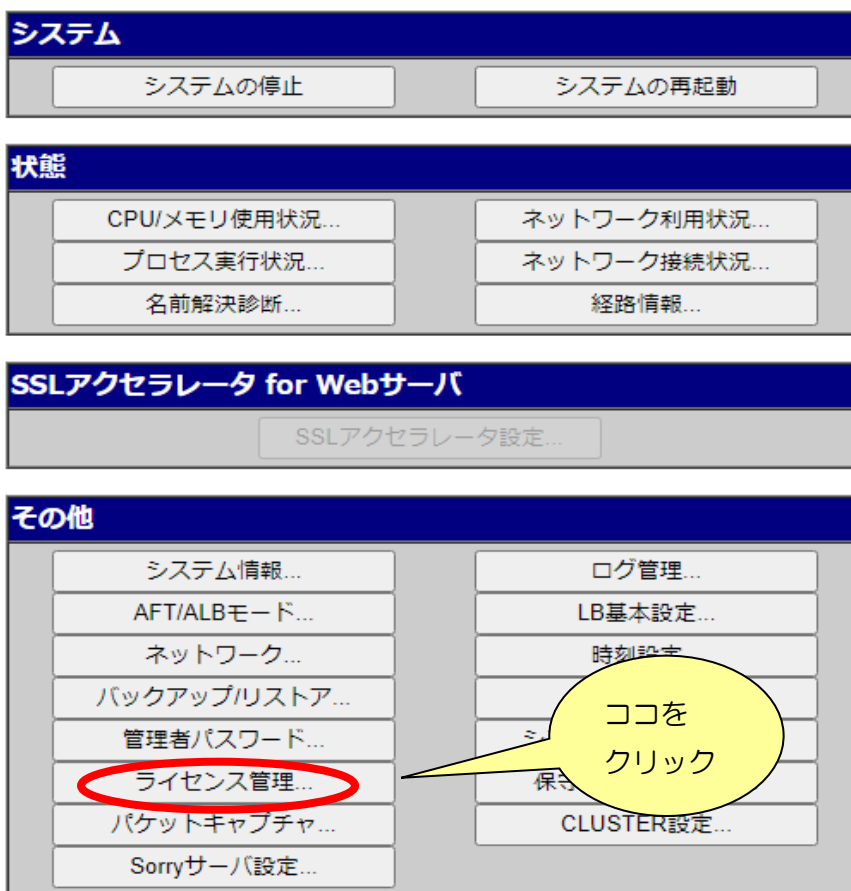 システム
システムの停止 システムの再起動
状態
CPU/メモリ使用状況... ネットワーク利用状況...
プロセス実行状況... ネットワーク接続状況...
名前解決診断... 経路情報...
SSLアクセラレータ for Webサーバ
SSLアクセラレータ設定...
その他
システム情報... ログ管理...
AFT/ALBモード... LB基本設定...
ネットワーク... 時刻設定
バックアップ/リストア...
管理者パスワード...
ココを
クリック
ライセンス管理...
パケットキャプチャ... CLUSTER設定...
Sorryサーバ設定...